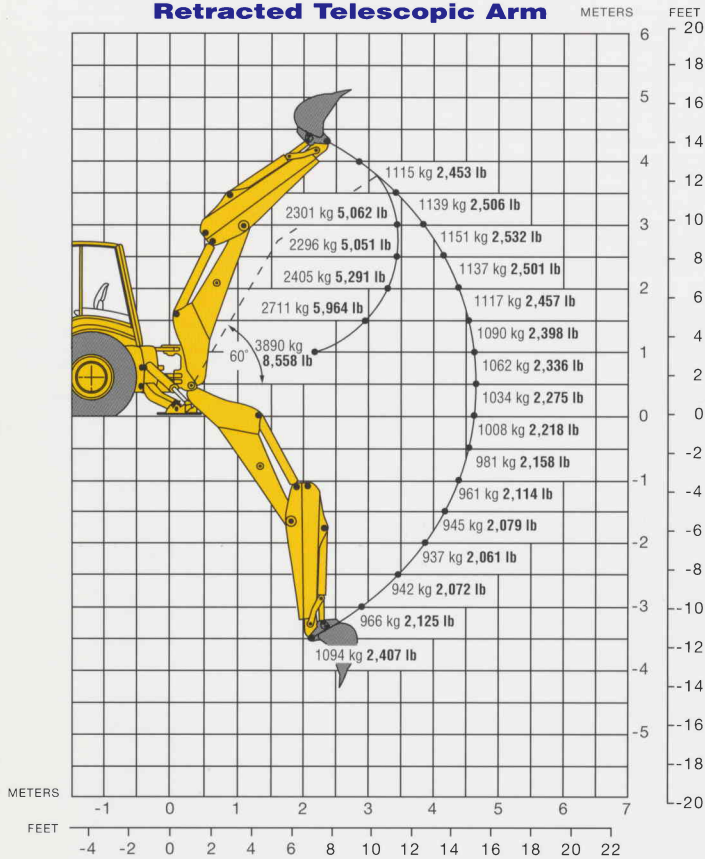 Retracted Telescopic Arm
METERS
FEET
6
20
18
5
16
14
4
12
3
10
8
2
6
4
1
2
0
0
-2
-1
-4
-6
-2
-8
-3
-10
-12
-4
-14
-5
-16
-18
-20
1115 kg 2,453 lb
1139 kg 2,506 lb
2301 kg 5,062 lb
1151 kg 2,532 lb
2296 kg 5,051 lb
1137 kg 2,501 lb
2405 kg 5,291 lb
1117 kg 2,457 lb
2711 kg 5,964 lb
1090 kg 2,398 lb
3890 kg
8,558 lb
60°
1062 kg 2,336 lb
1034 kg 2,275 lb
1008 kg 2,218 lb
981 kg 2,158 lb
961 kg 2,114 lb
945 kg 2,079 lb
937 kg 2,061 lb
942 kg 2,072 lb
966 kg 2,125 lb
1094 kg 2,407 lb
METERS
-1 0 1 2 3 4 5 6 7
FEET
-4 -2 0 2 4 6 8 10 12 14 16 18 20 22